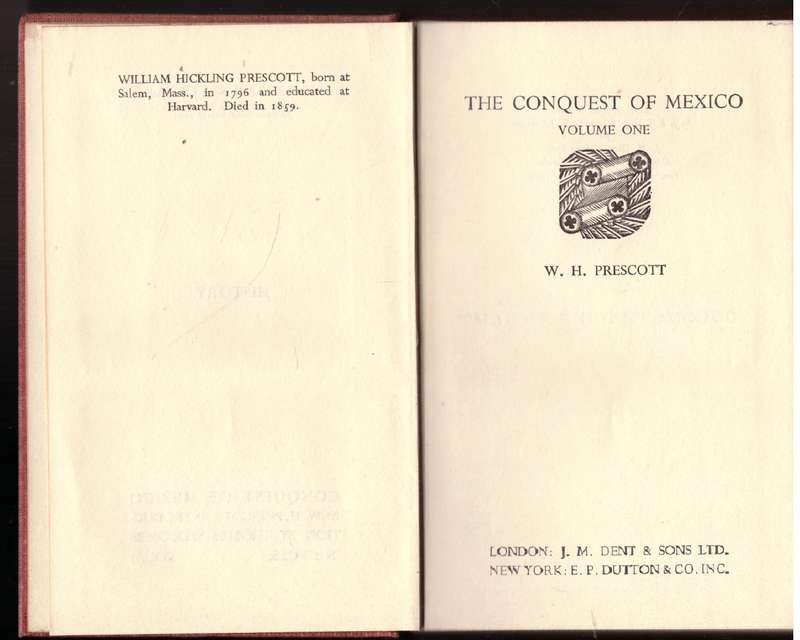 WILLIAM HICKLING PRESCOTT, born at
Salem, Mass., in 1796 and educated at
Harvard. Died in 1859.
THE CONQUEST OF MEXICO
VOLUME ONE
W. H. PRESCOTT
LONDON: J. M. DENT & SONS LTD.
NEW YORK: E. P. DUTTON & CO. INC.
HISTORY